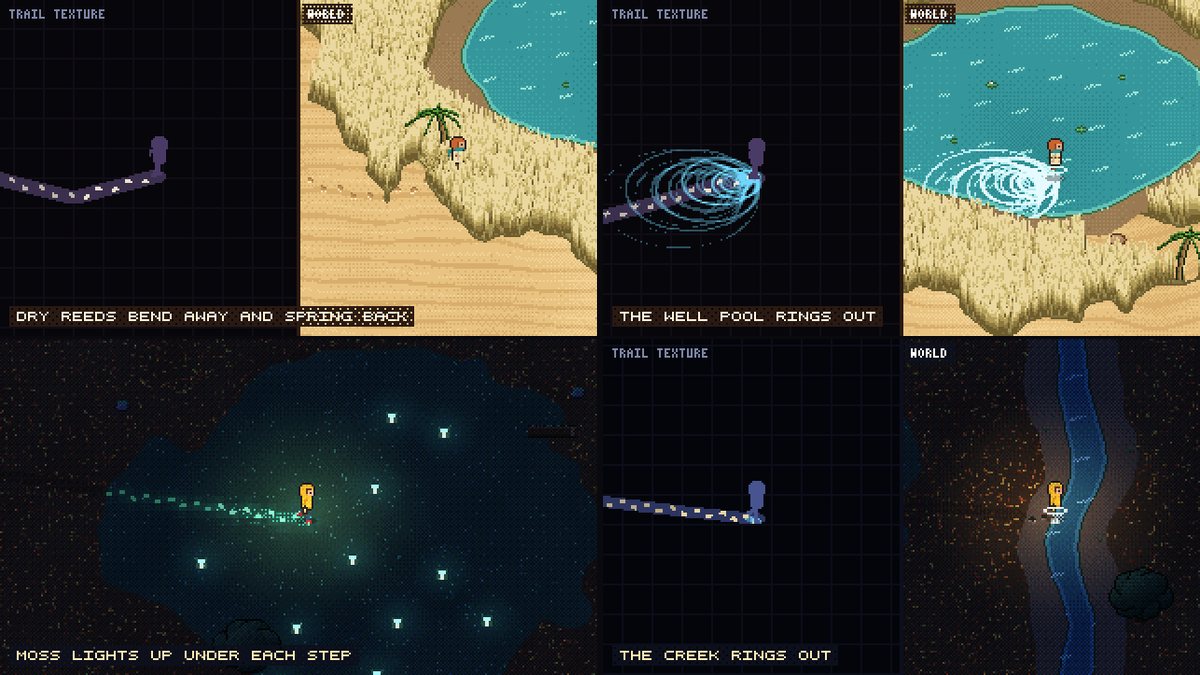 TRAIL TEXTURE
WORLD
DRY REEDS BEND AWAY AND SPRING BACK
TRAIL TEXTURE
WORLD
THE WELL POOL RINGS OUT
MOSS LIGHTS UP UNDER EACH STEP
TRAIL TEXTURE
WORLD
THE CREEK RINGS OUT